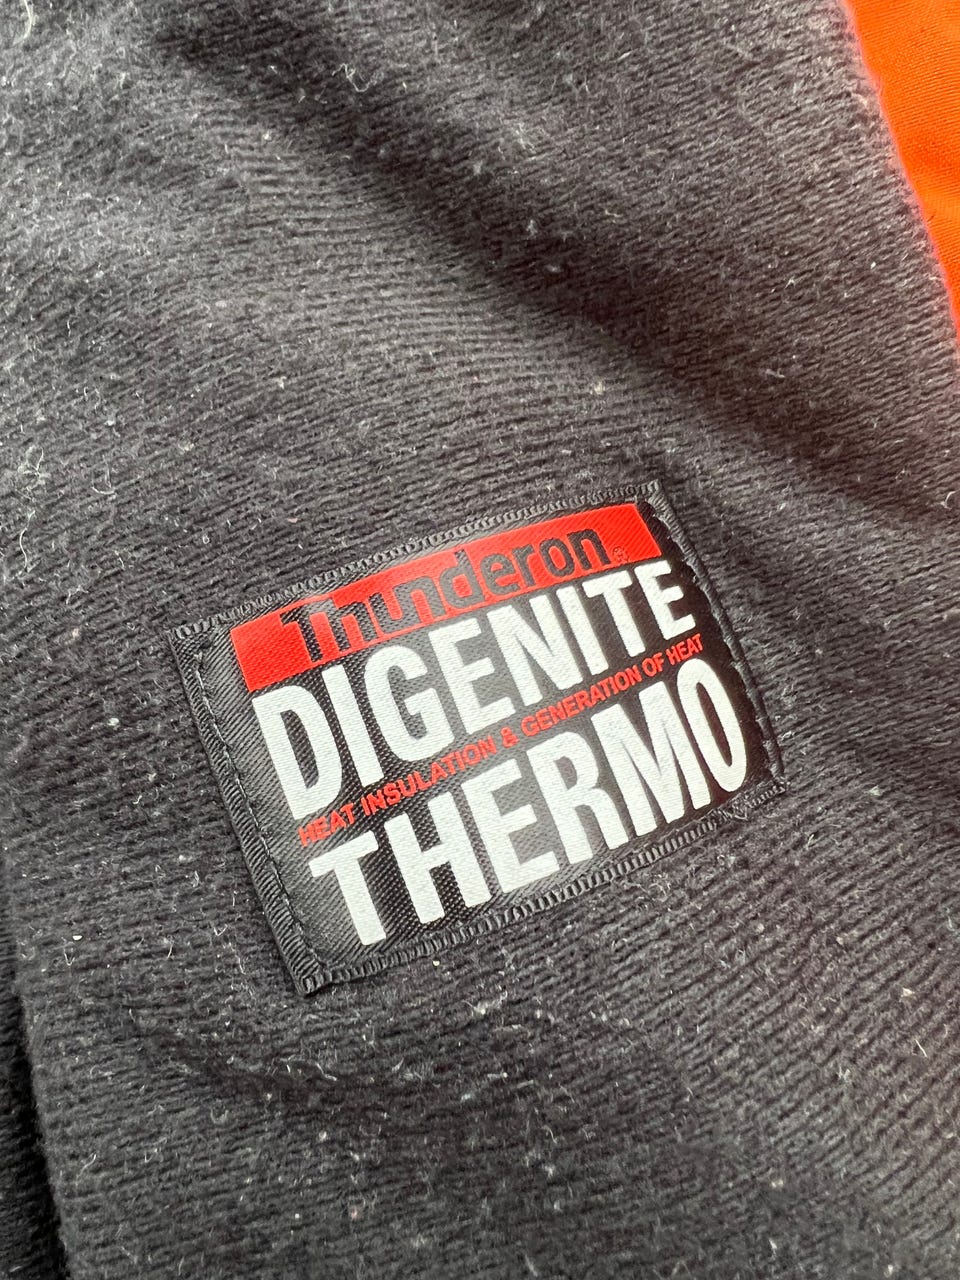 Thunderon®
DIGENITE
HEAT INSULATION & GENERATION OF HEAT
THERMO